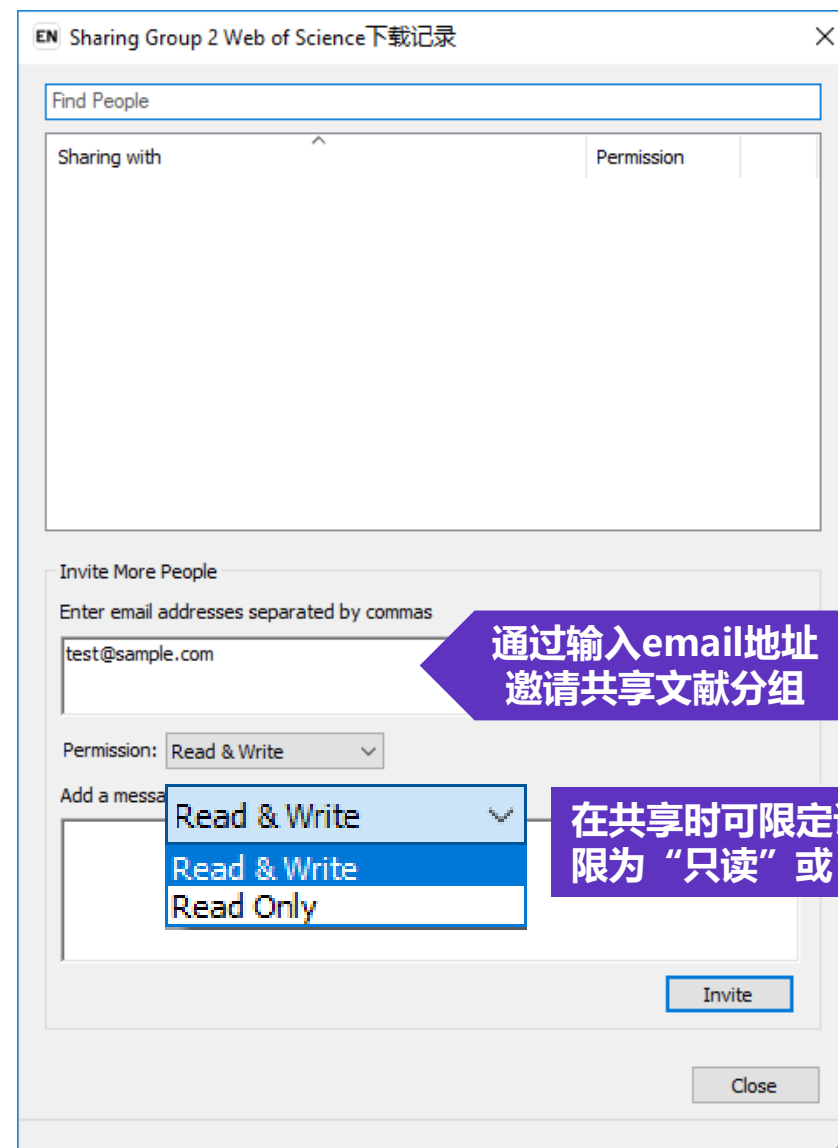 EN Sharing Group 2 Web of Science下载记录
Find People
Sharing with Permission
Invite More People
Enter email addresses separated by commas
test@sample.com
通过输入email地址
邀请共享文献分组
Permission: Read & Write
Add a messa
Read & Write
Read & Write
Read Only
在共享时可限定
限为“只读”或
Invite
Close